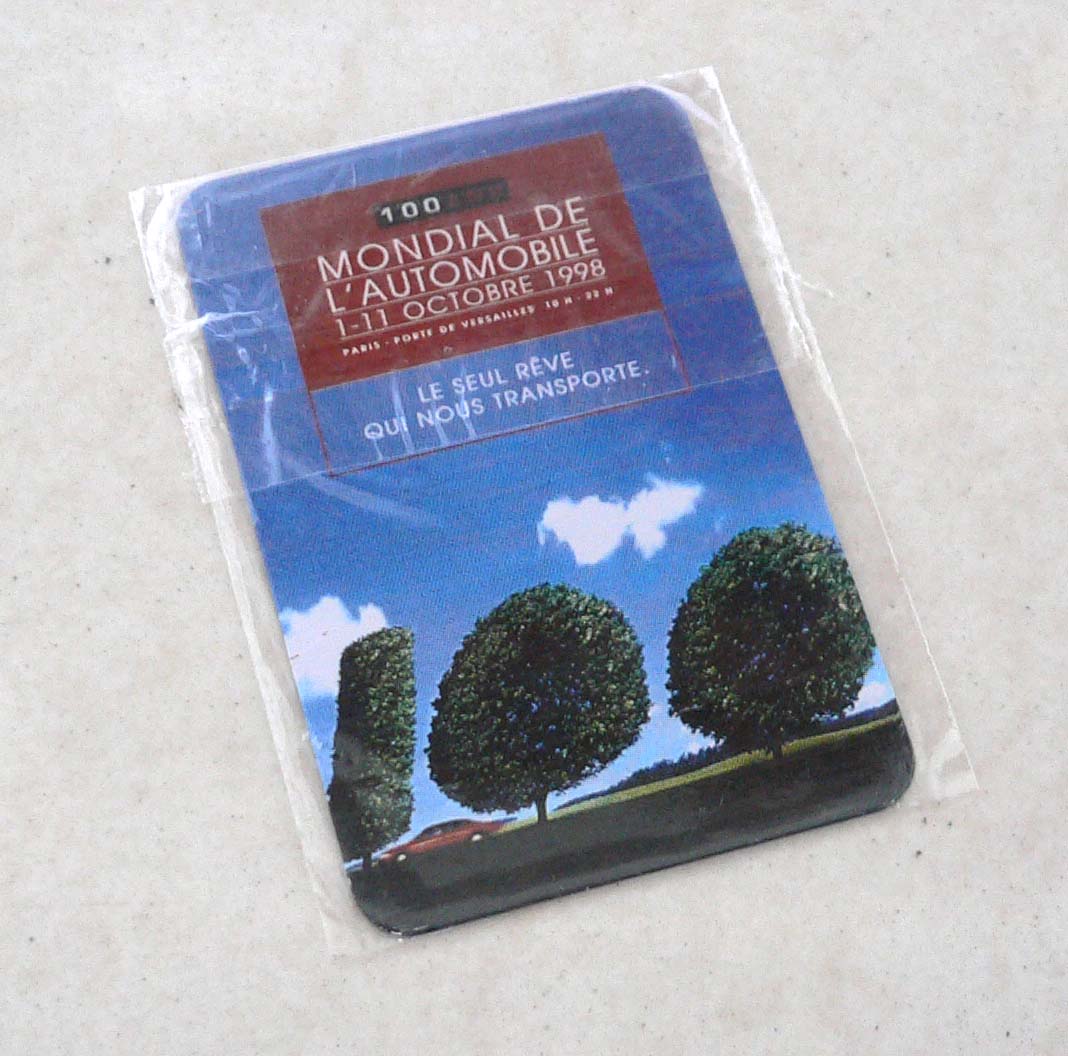 100
MONDIAL DE
L'AUTOMOBILE
1-11 OCTOBRE 1998
PARIS - PORTE DE VERSAILLES 10 H - 22 H
LE SEUL RÊVE
QUI NOUS TRANSPORTE.